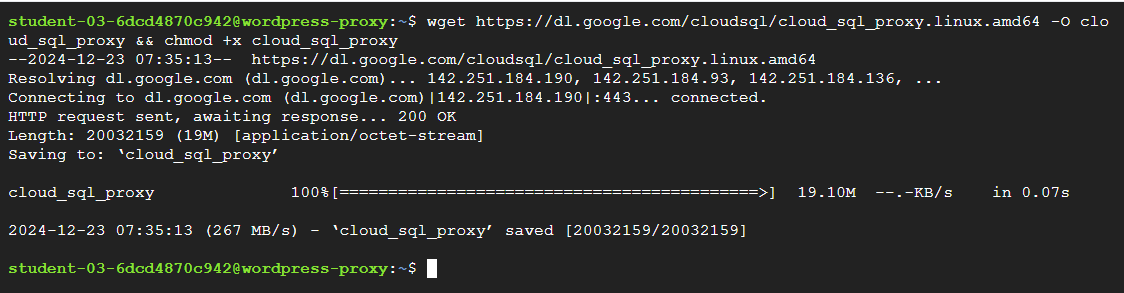 student-03-6dcd4870c942@wordpress-proxy:~$ wget https://dl.google.com/cloudsql/cloud_sql_proxy.linux.amd64 -O clo
ud_sql_proxy && chmod +x cloud_sql_proxy
--2024-12-23 07:35:13--  https://dl.google.com/cloudsql/cloud_sql_proxy.linux.amd64
Resolving dl.google.com (dl.google.com)... 142.251.184.190, 142.251.184.93, 142.251.184.136, ...
Connecting to dl.google.com (dl.google.com)|142.251.184.190|:443... connected.
HTTP request sent, awaiting response... 200 OK
Length: 20032159 (19M) [application/octet-stream]
Saving to: ‘cloud_sql_proxy’
cloud_sql_proxy 100%[===========================================>] 19.10M --.-KB/s in 0.07s
2024-12-23 07:35:13 (267 MB/s) - ‘cloud_sql_proxy’ saved [20032159/20032159]
student-03-6dcd4870c942@wordpress-proxy:~$